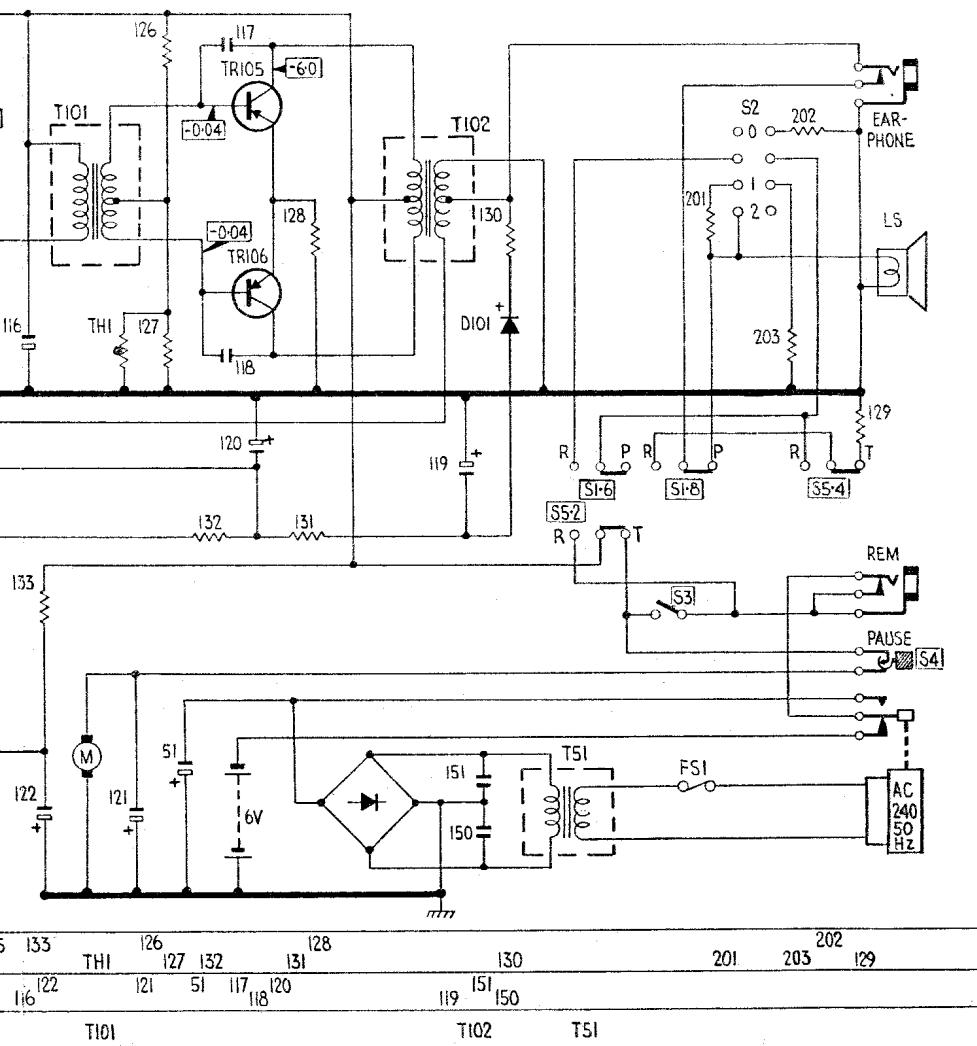 126
117
TR105
-6·0
T101
-0·04
T102
S2
0
202
EAR-
PHONE
1
201
2
128
130
LS
-0·04
TR106
116
TH1
127
118
+
D101
203
129
120
+
119
+
R
P
R
P
R
T
S1·6
S1·8
S5·4
S5·2
R
T
132
131
133
REM
S3
PAUSE
S4
M
51
+
T51
FS1
151
122
+
121
+
6V
150
AC
240
50
Hz
133
126
128
202
TH1
127
132
131
130
201
203
129
122
121
51
117
120
151
116
118
119
150
T101
T102
T51